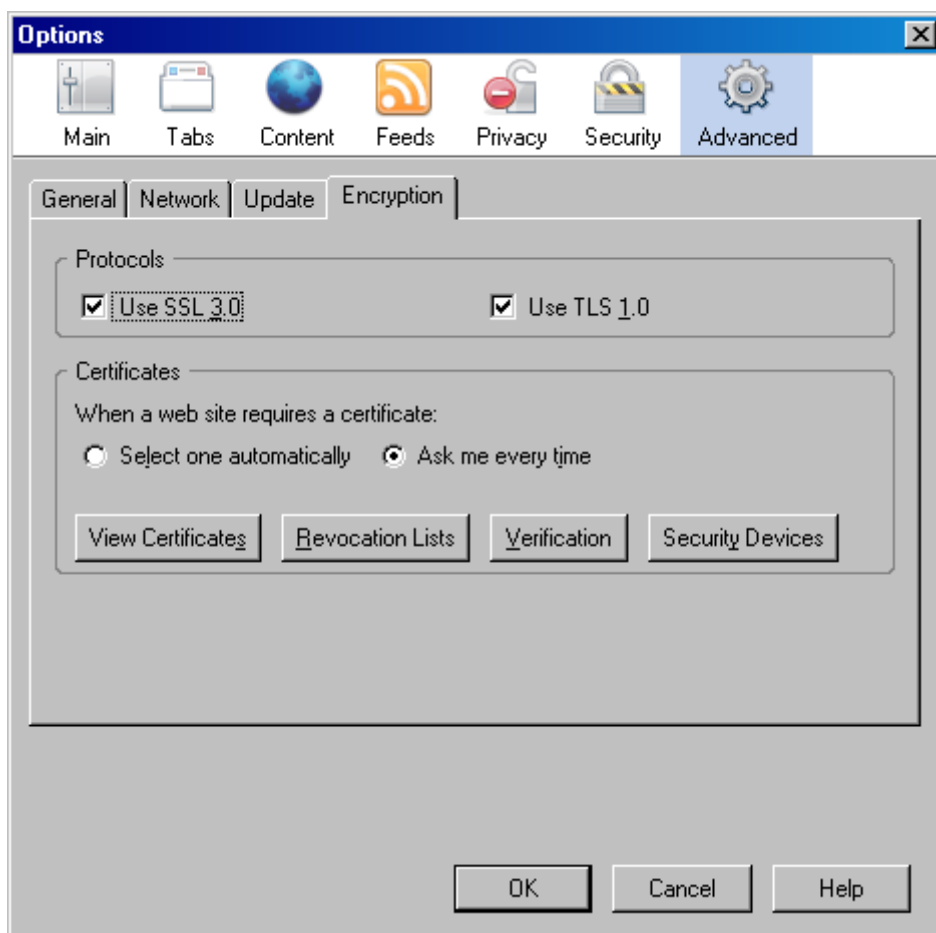 Options
Main Tabs Content Feeds Privacy Security Advanced
General Network Update Encryption
Protocols
Use SSL 3.0 Use TLS 1.0
Certificates
When a web site requires a certificate:
Select one automatically Ask me every time
View Certificates Revocation Lists Verification Security Devices
OK Cancel Help